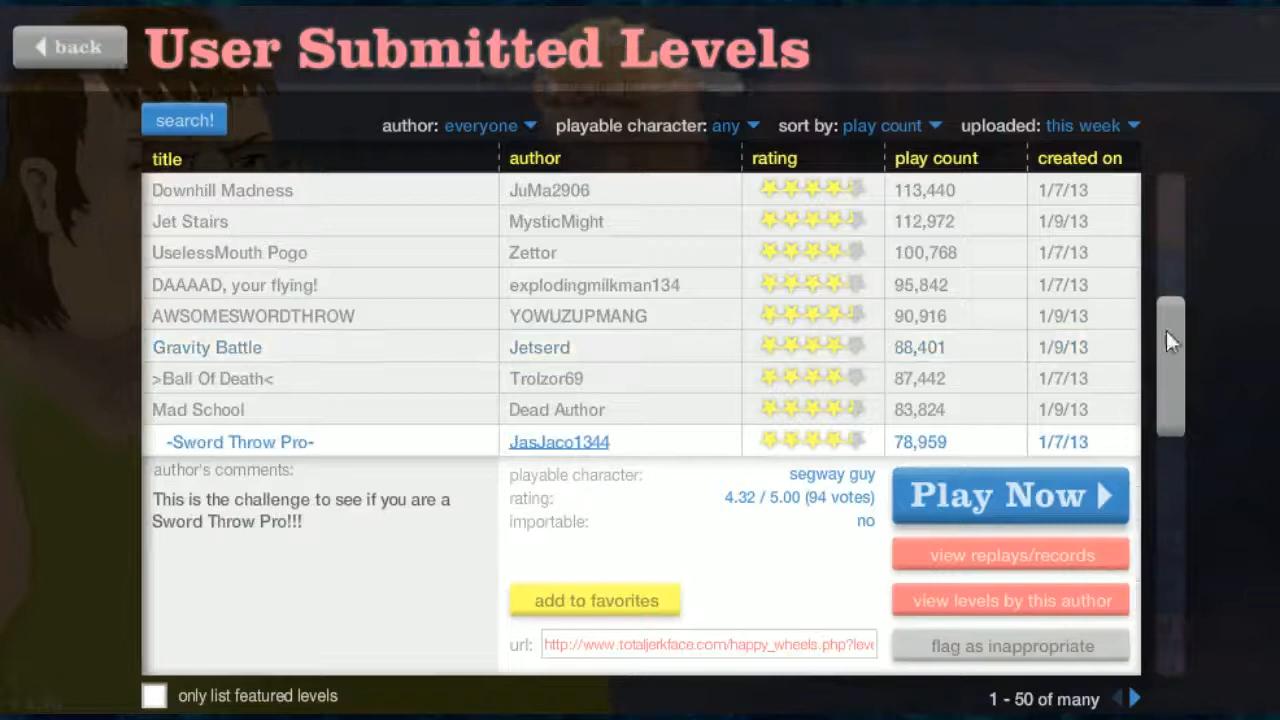 back
User Submitted Levels
search!
author: everyone playable character: any sort by: play count uploaded: this week
title author rating play count created on
Downhill Madness JuMa2906 113,440 1/7/13
Jet Stairs MysticMight 112,972 1/9/13
UselessMouth Pogo Zettor 100,768 1/7/13
DAAAAD, your flying! explodingmilkman134 95,842 1/7/13
AWSOMESWORDTHROW YOWUZUPMANG 90,916 1/9/13
Gravity Battle Jetserd 88,401 1/9/13
>Ball Of Death< Trolzor69 87,442 1/7/13
Mad School Dead Author 83,824 1/9/13
-Sword Throw Pro- JasJaco1344 78,959 1/7/13
author's comments:
This is the challenge to see if you are a
Sword Throw Pro!!!
playable character: segway guy
rating: 4.32 / 5.00 (94 votes)
importable: no
add to favorites
url: http://www.totaljerkface.com/happy_wheels.php?leve
Play Now
view replays/records
view levels by this author
flag as inappropriate
only list featured levels
1 - 50 of many